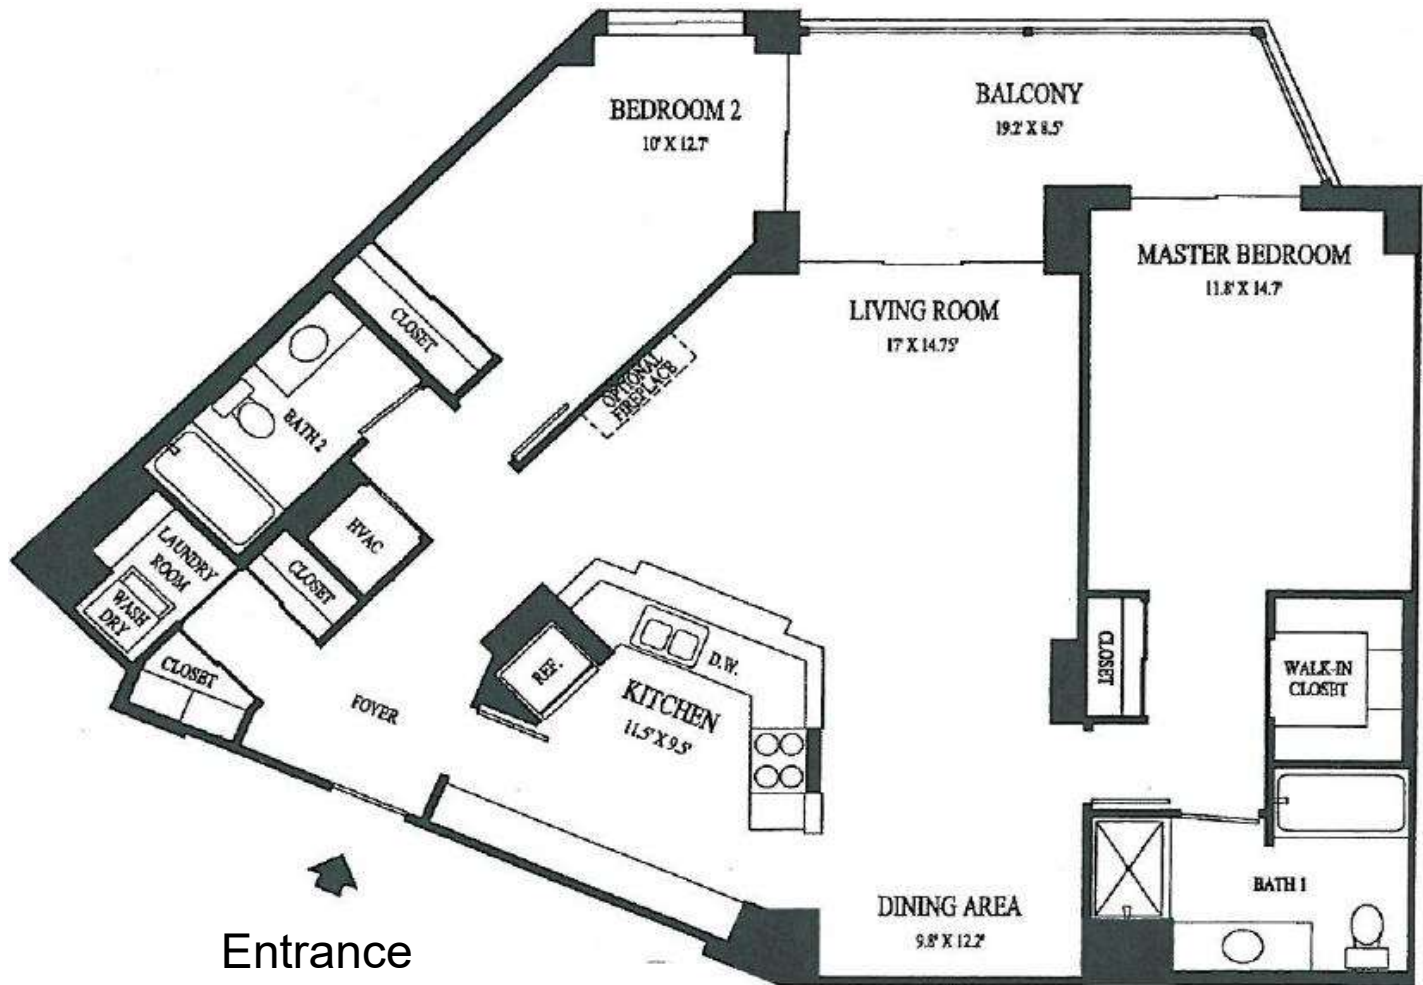 BEDROOM 2
10' X 12.7'
BALCONY
19.2' X 8.5'
MASTER BEDROOM
11.8' X 14.7'
LIVING ROOM
17' X 14.75'
CLOSET
OPTIONAL
FIREPLACE
BATH 2
HVAC
LAUNDRY
ROOM
CLOSET
WASH
DRY
CLOSET
FOYER
REF.
D.W.
KITCHEN
11.5' X 9.5'
CLOSET
WALK-IN
CLOSET
BATH 1
DINING AREA
9.8' X 12.2'
Entrance